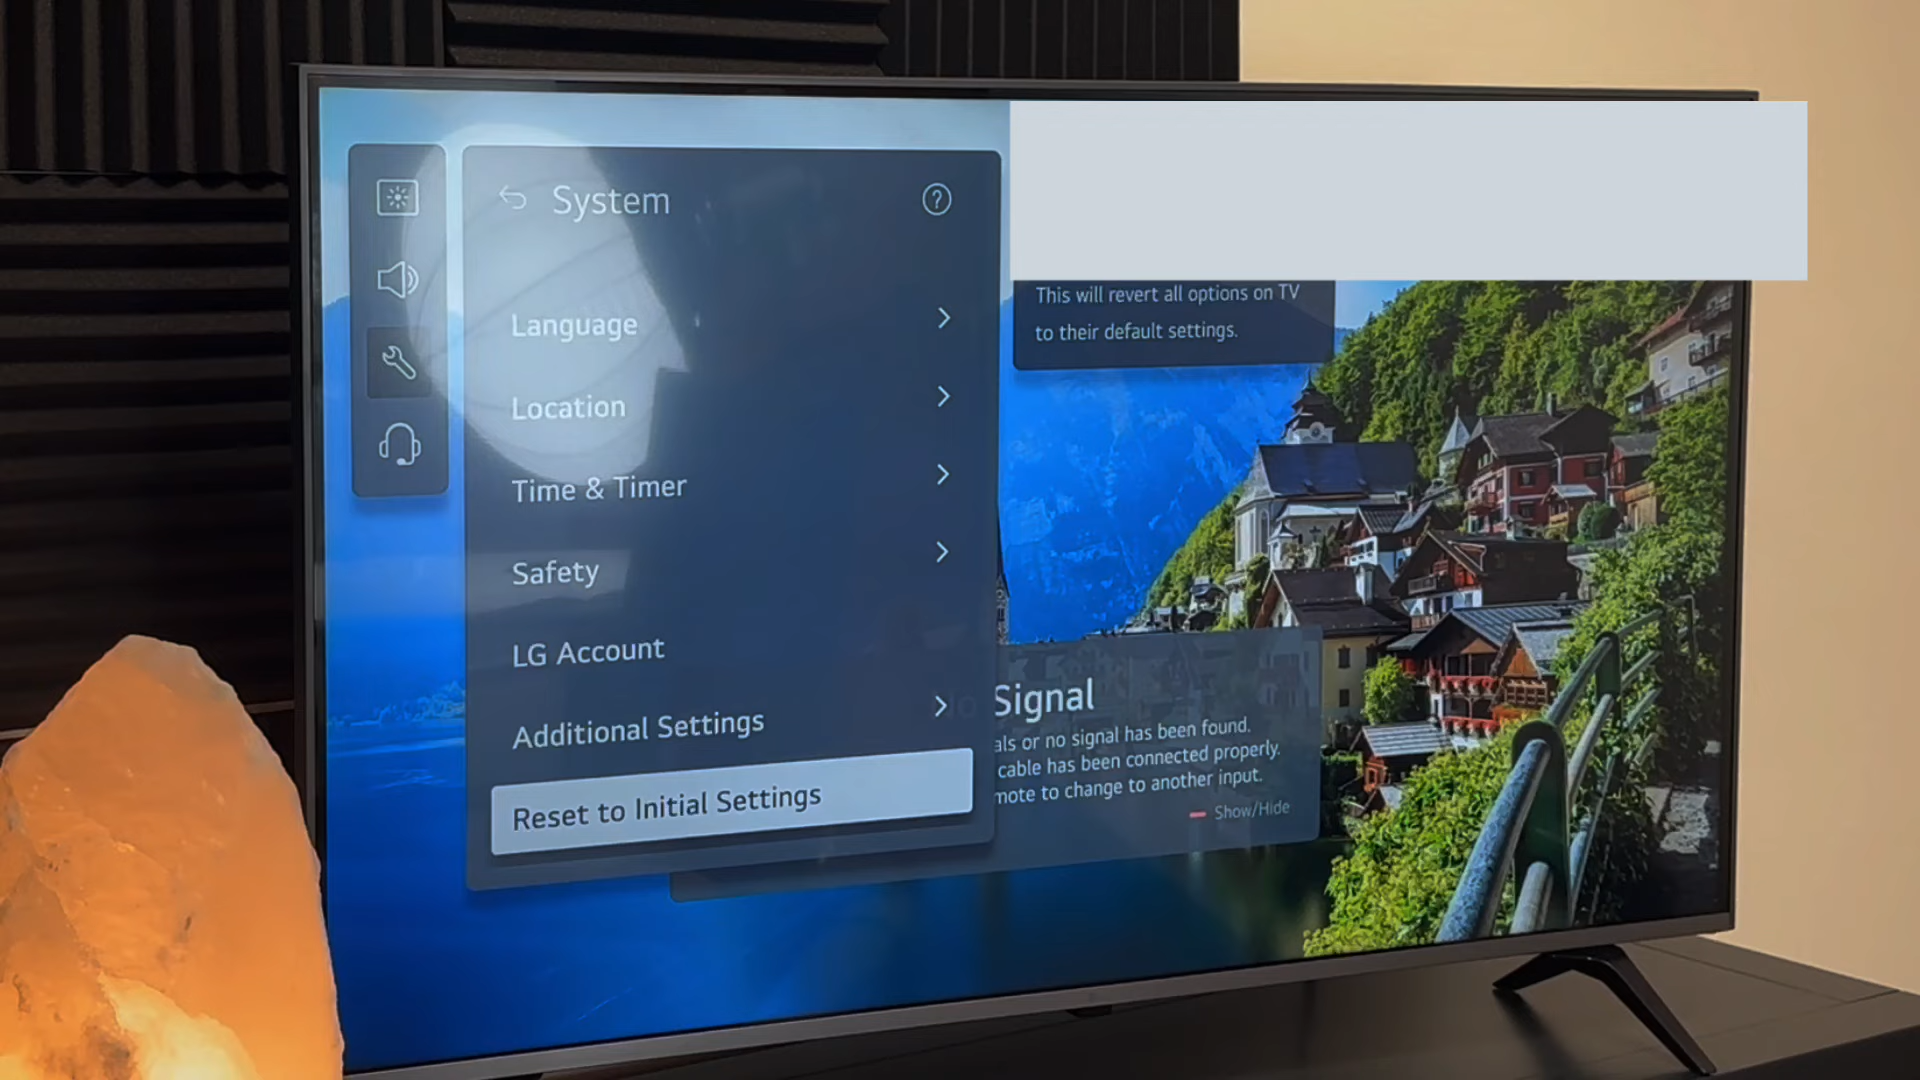 System
?
Language
Location
Time & Timer
Safety
LG Account
Additional Settings
Reset to Initial Settings
This will revert all options on TV
to their default settings.
Signal
als or no signal has been found.
cable has been connected properly.
mote to change to another input.
Show/Hide